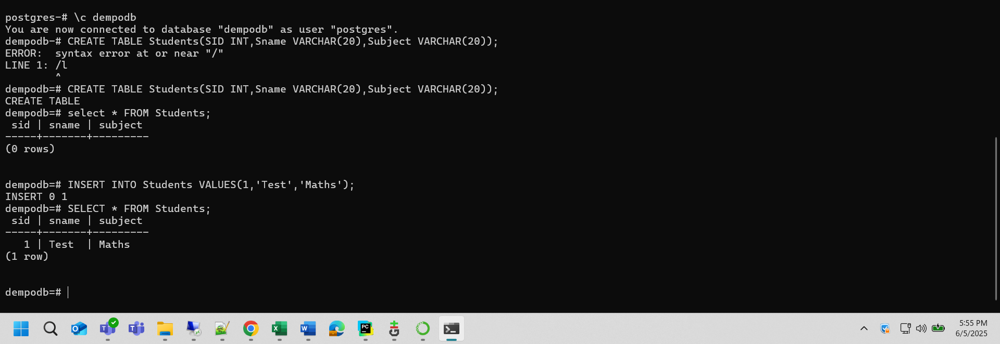 postgres-# \c dempodb
You are now connected to database "dempodb" as user "postgres".
dempodb-# CREATE TABLE Students(SID INT,Sname VARCHAR(20),Subject VARCHAR(20));
ERROR:  syntax error at or near "/"
LINE 1: /l
        ^
dempodb=# CREATE TABLE Students(SID INT,Sname VARCHAR(20),Subject VARCHAR(20));
CREATE TABLE
dempodb=# select * FROM Students;
 sid | sname | subject
-----+-------+---------
(0 rows)
dempodb=# INSERT INTO Students VALUES(1,'Test','Maths');
INSERT 0 1
dempodb=# SELECT * FROM Students;
 sid | sname | subject
-----+-------+---------
   1 | Test  | Maths
(1 row)
dempodb=#
5:55 PM
6/5/2025